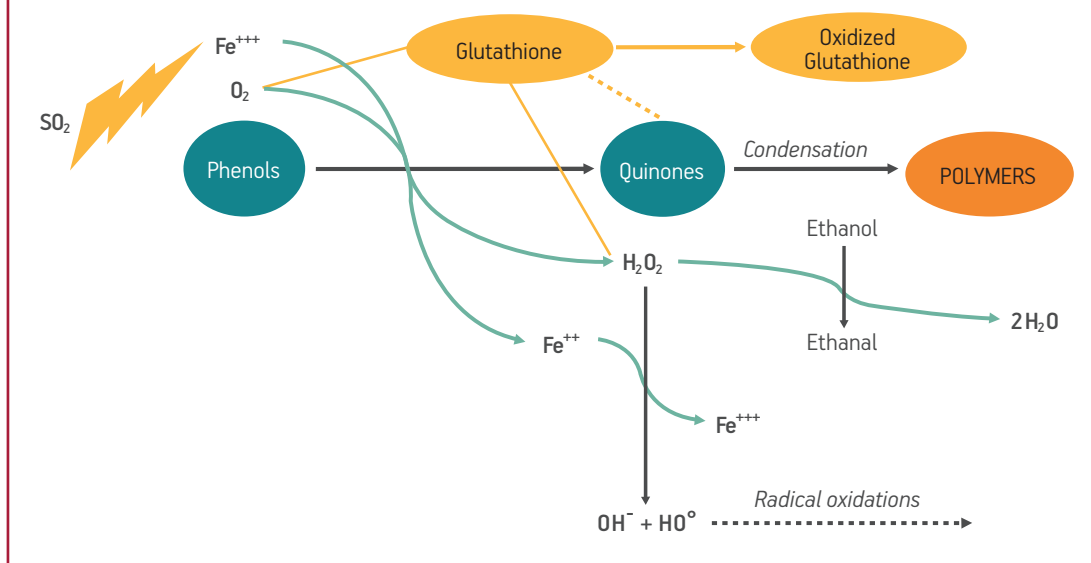 Fe⁺⁺⁺
O₂
SO₂
Glutathione
Oxidized
Glutathione
Phenols
Quinones
Condensation
POLYMERS
Ethanol
H₂O₂
2H₂O
Fe⁺⁺
Ethanal
Fe⁺⁺⁺
OH⁻ + HO°
Radical oxidations